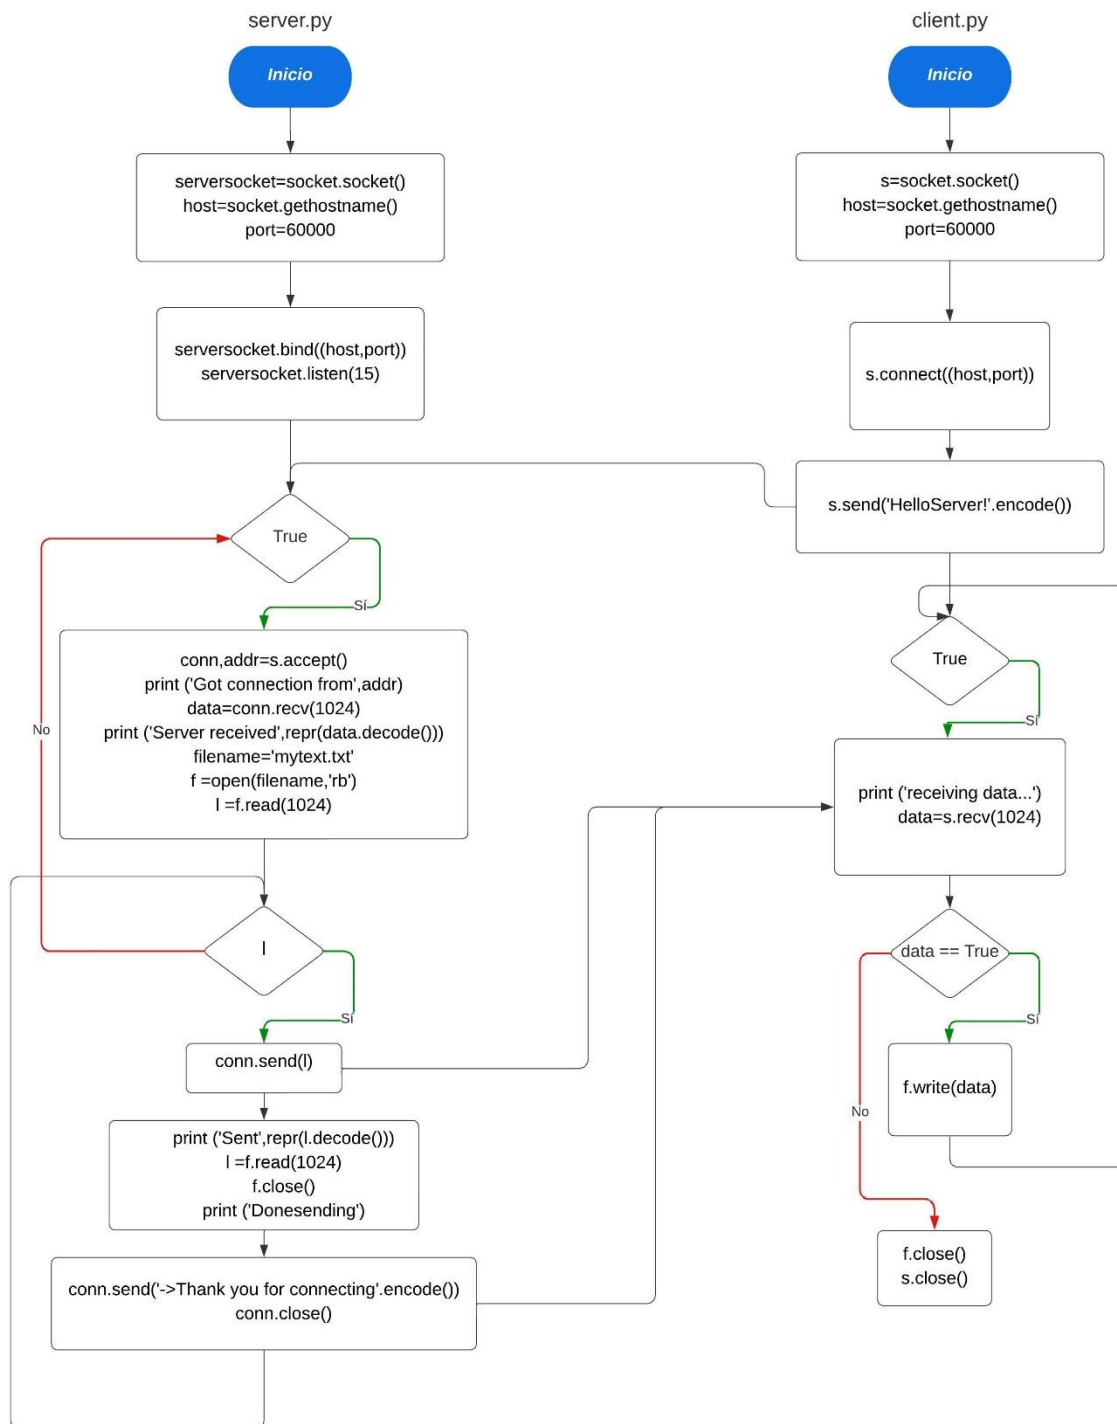 server.py
Inicio
serversocket=socket.socket()
host=socket.gethostname()
port=60000
serversocket.bind((host,port))
serversocket.listen(15)
True
Sí
conn,addr=s.accept()
print ('Got connection from',addr)
data=conn.recv(1024)
print ('Server received',repr(data.decode()))
filename='mytext.txt'
f =open(filename,'rb')
l =f.read(1024)
No
l
Sí
conn.send(l)
print ('Sent',repr(l.decode()))
l =f.read(1024)
f.close()
print ('Donesending')
conn.send('->Thank you for connecting'.encode())
conn.close()
client.py
Inicio
s=socket.socket()
host=socket.gethostname()
port=60000
s.connect((host,port))
s.send('HelloServer!'.encode())
True
Sí
print ('receiving data...')
data=s.recv(1024)
data == True
Sí
f.write(data)
No
f.close()
s.close()